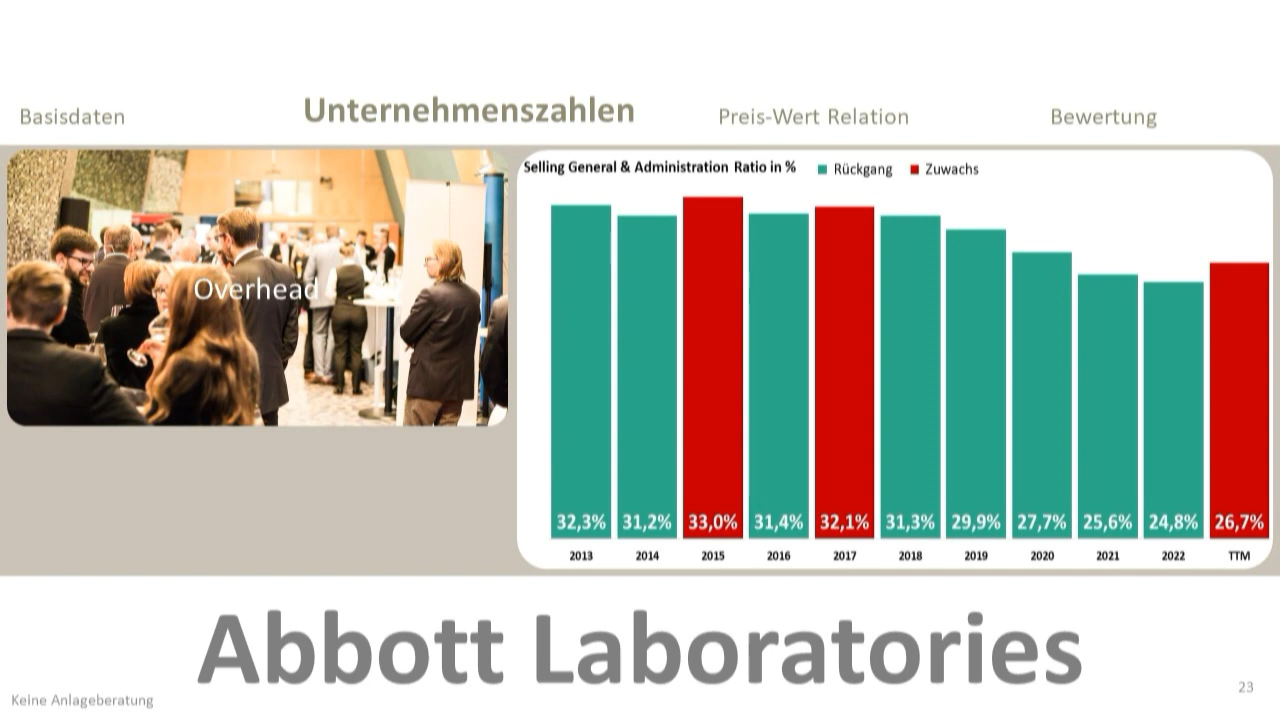 Basisdaten
Unternehmenszahlen
Preis-Wert Relation
Bewertung
Overhead
Selling General & Administration Ratio in %
Rückgang
Zuwachs
32,3% 31,2% 33,0% 31,4% 32,1% 31,3% 29,9% 27,7% 25,6% 24,8% 26,7%
2013 2014 2015 2016 2017 2018 2019 2020 2021 2022 TTM
Abbott Laboratories
Keine Anlageberatung
23